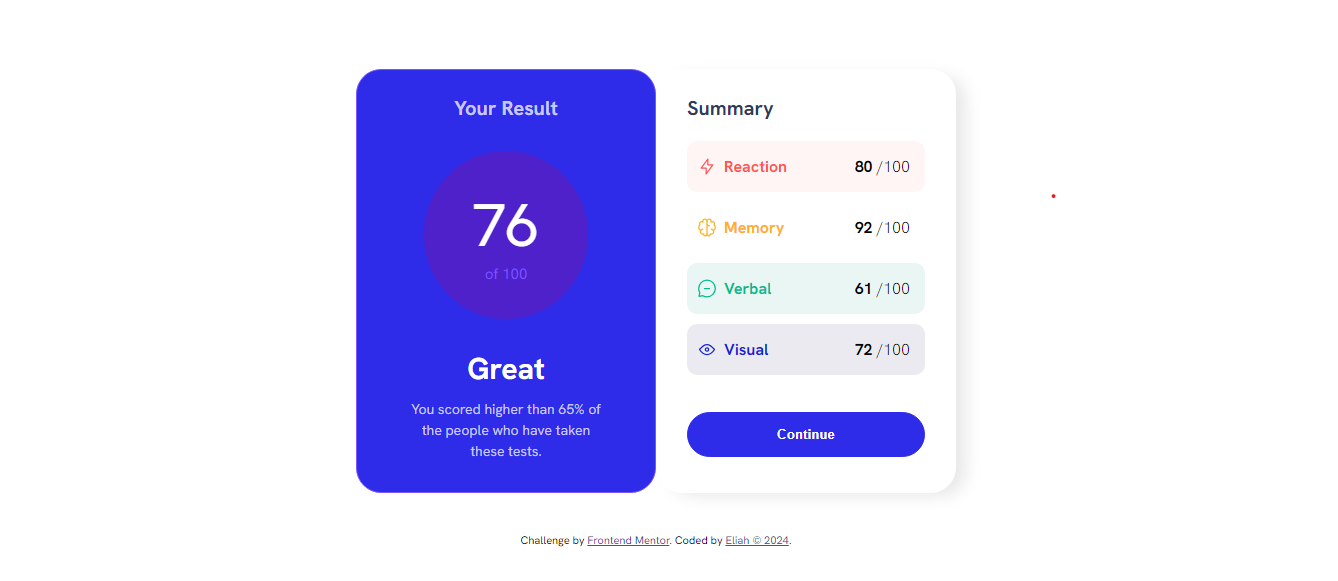 Your Result
76
of 100
Great
You scored higher than 65% of
the people who have taken
these tests.
Summary
Reaction 80 /100
Memory 92 /100
Verbal 61 /100
Visual 72 /100
Continue
Challenge by Frontend Mentor. Coded by Eliah © 2024.